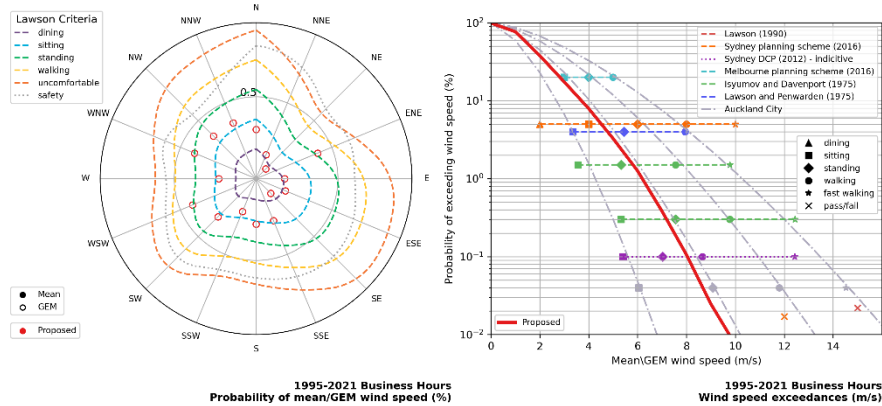 Lawson Criteria
dining
sitting
standing
walking
uncomfortable
safety
N
NNE
NE
ENE
E
ESE
SE
SSE
S
SSW
SW
WSW
W
WNW
NW
NNW
0.5
Mean
GEM
Proposed
1995-2021 Business Hours
Probability of mean/GEM wind speed (%)
Probability of exceeding wind speed (%)
10²
10¹
10⁰
10⁻¹
10⁻²
0
2
4
6
8
10
12
14
Mean\GEM wind speed (m/s)
Lawson (1990)
Sydney planning scheme (2016)
Sydney DCP (2012) - indicitive
Melbourne planning scheme (2016)
Isyumov and Davenport (1975)
Lawson and Penwarden (1975)
Auckland City
dining
sitting
standing
walking
fast walking
pass/fail
Proposed
1995-2021 Business Hours
Wind speed exceedances (m/s)